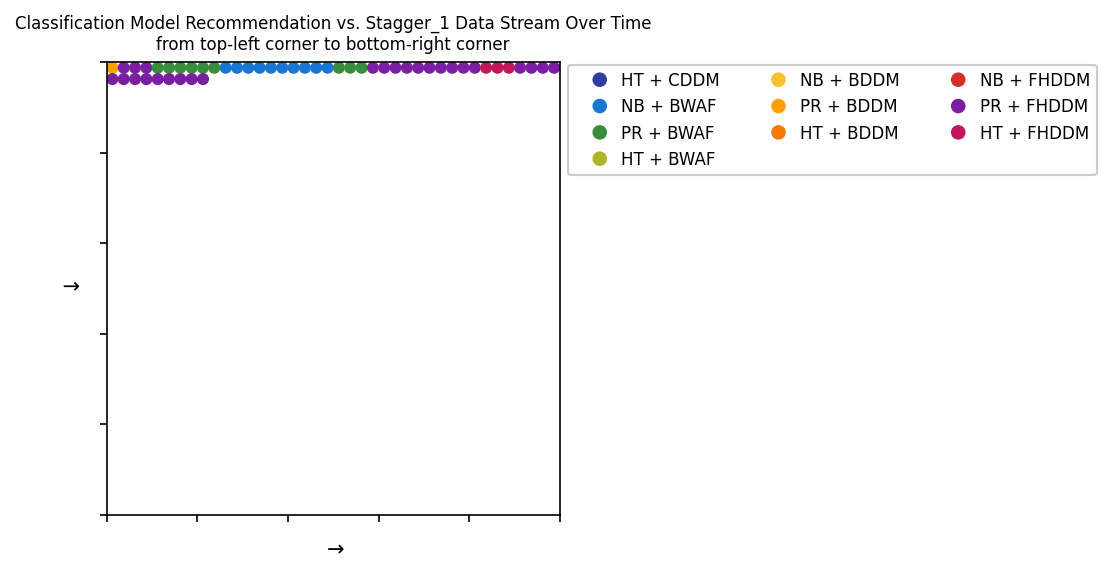 Classification Model Recommendation vs. Stagger_1 Data Stream Over Time
from top-left corner to bottom-right corner
HT + CDDM
NB + BWAF
PR + BWAF
HT + BWAF
NB + BDDM
PR + BDDM
HT + BDDM
NB + FHDDM
PR + FHDDM
HT + FHDDM
→
→